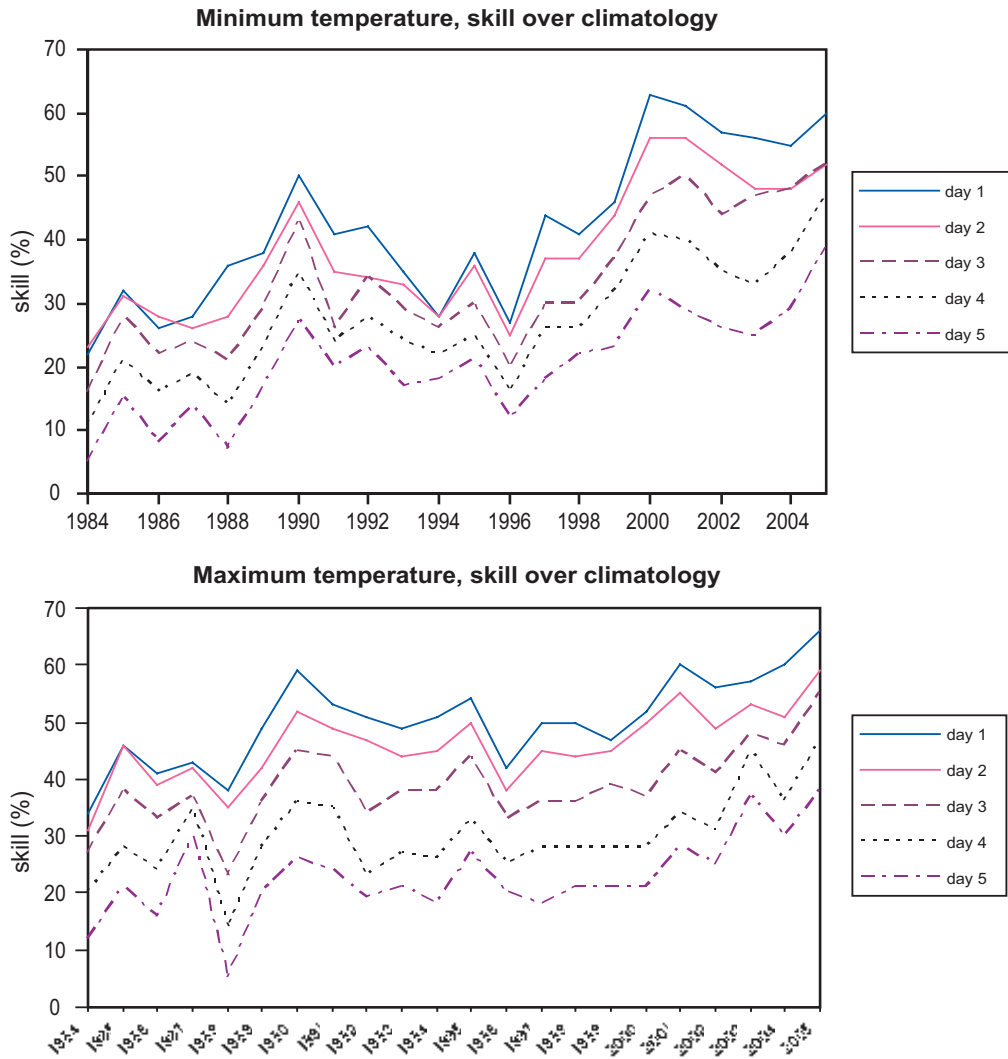 Minimum temperature, skill over climatology
70
60
50
40
30
20
10
0
skill (%)
1984 1986 1988 1990 1992 1994 1996 1998 2000 2002 2004
day 1
day 2
day 3
day 4
day 5
Maximum temperature, skill over climatology
70
60
50
40
30
20
10
0
skill (%)
day 1
day 2
day 3
day 4
day 5